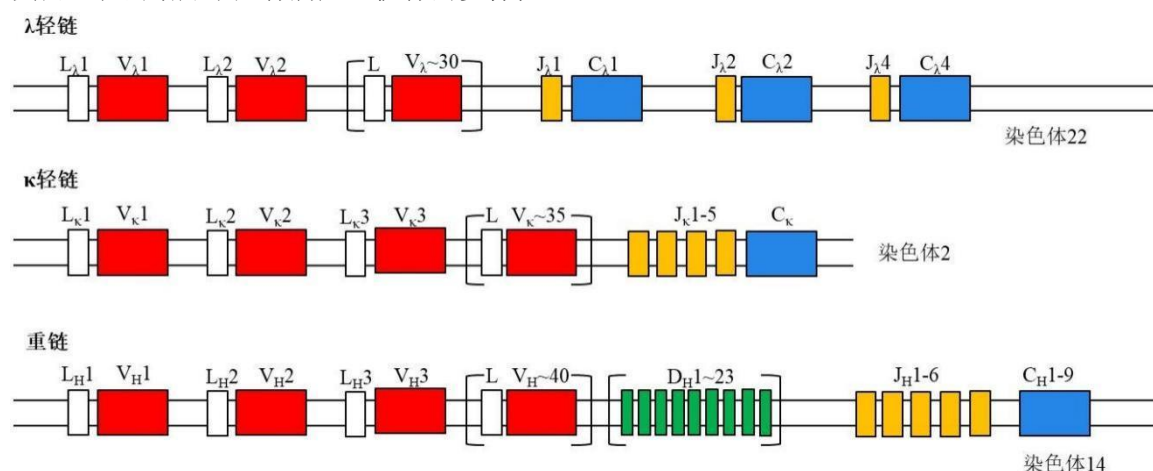 λ轻链
Lλ1 Vλ1 Lλ2 Vλ2 L Vλ~30 Jλ1 Cλ1 Jλ2 Cλ2 Jλ4 Cλ4
染色体22
κ轻链
Lκ1 Vκ1 Lκ2 Vκ2 Lκ3 Vκ3 L Vκ~35 Jκ1-5 Cκ
染色体2
重链
LH1 VH1 LH2 VH2 LH3 VH3 L VH~40 DH1~23 JH1-6 CH1-9
染色体14